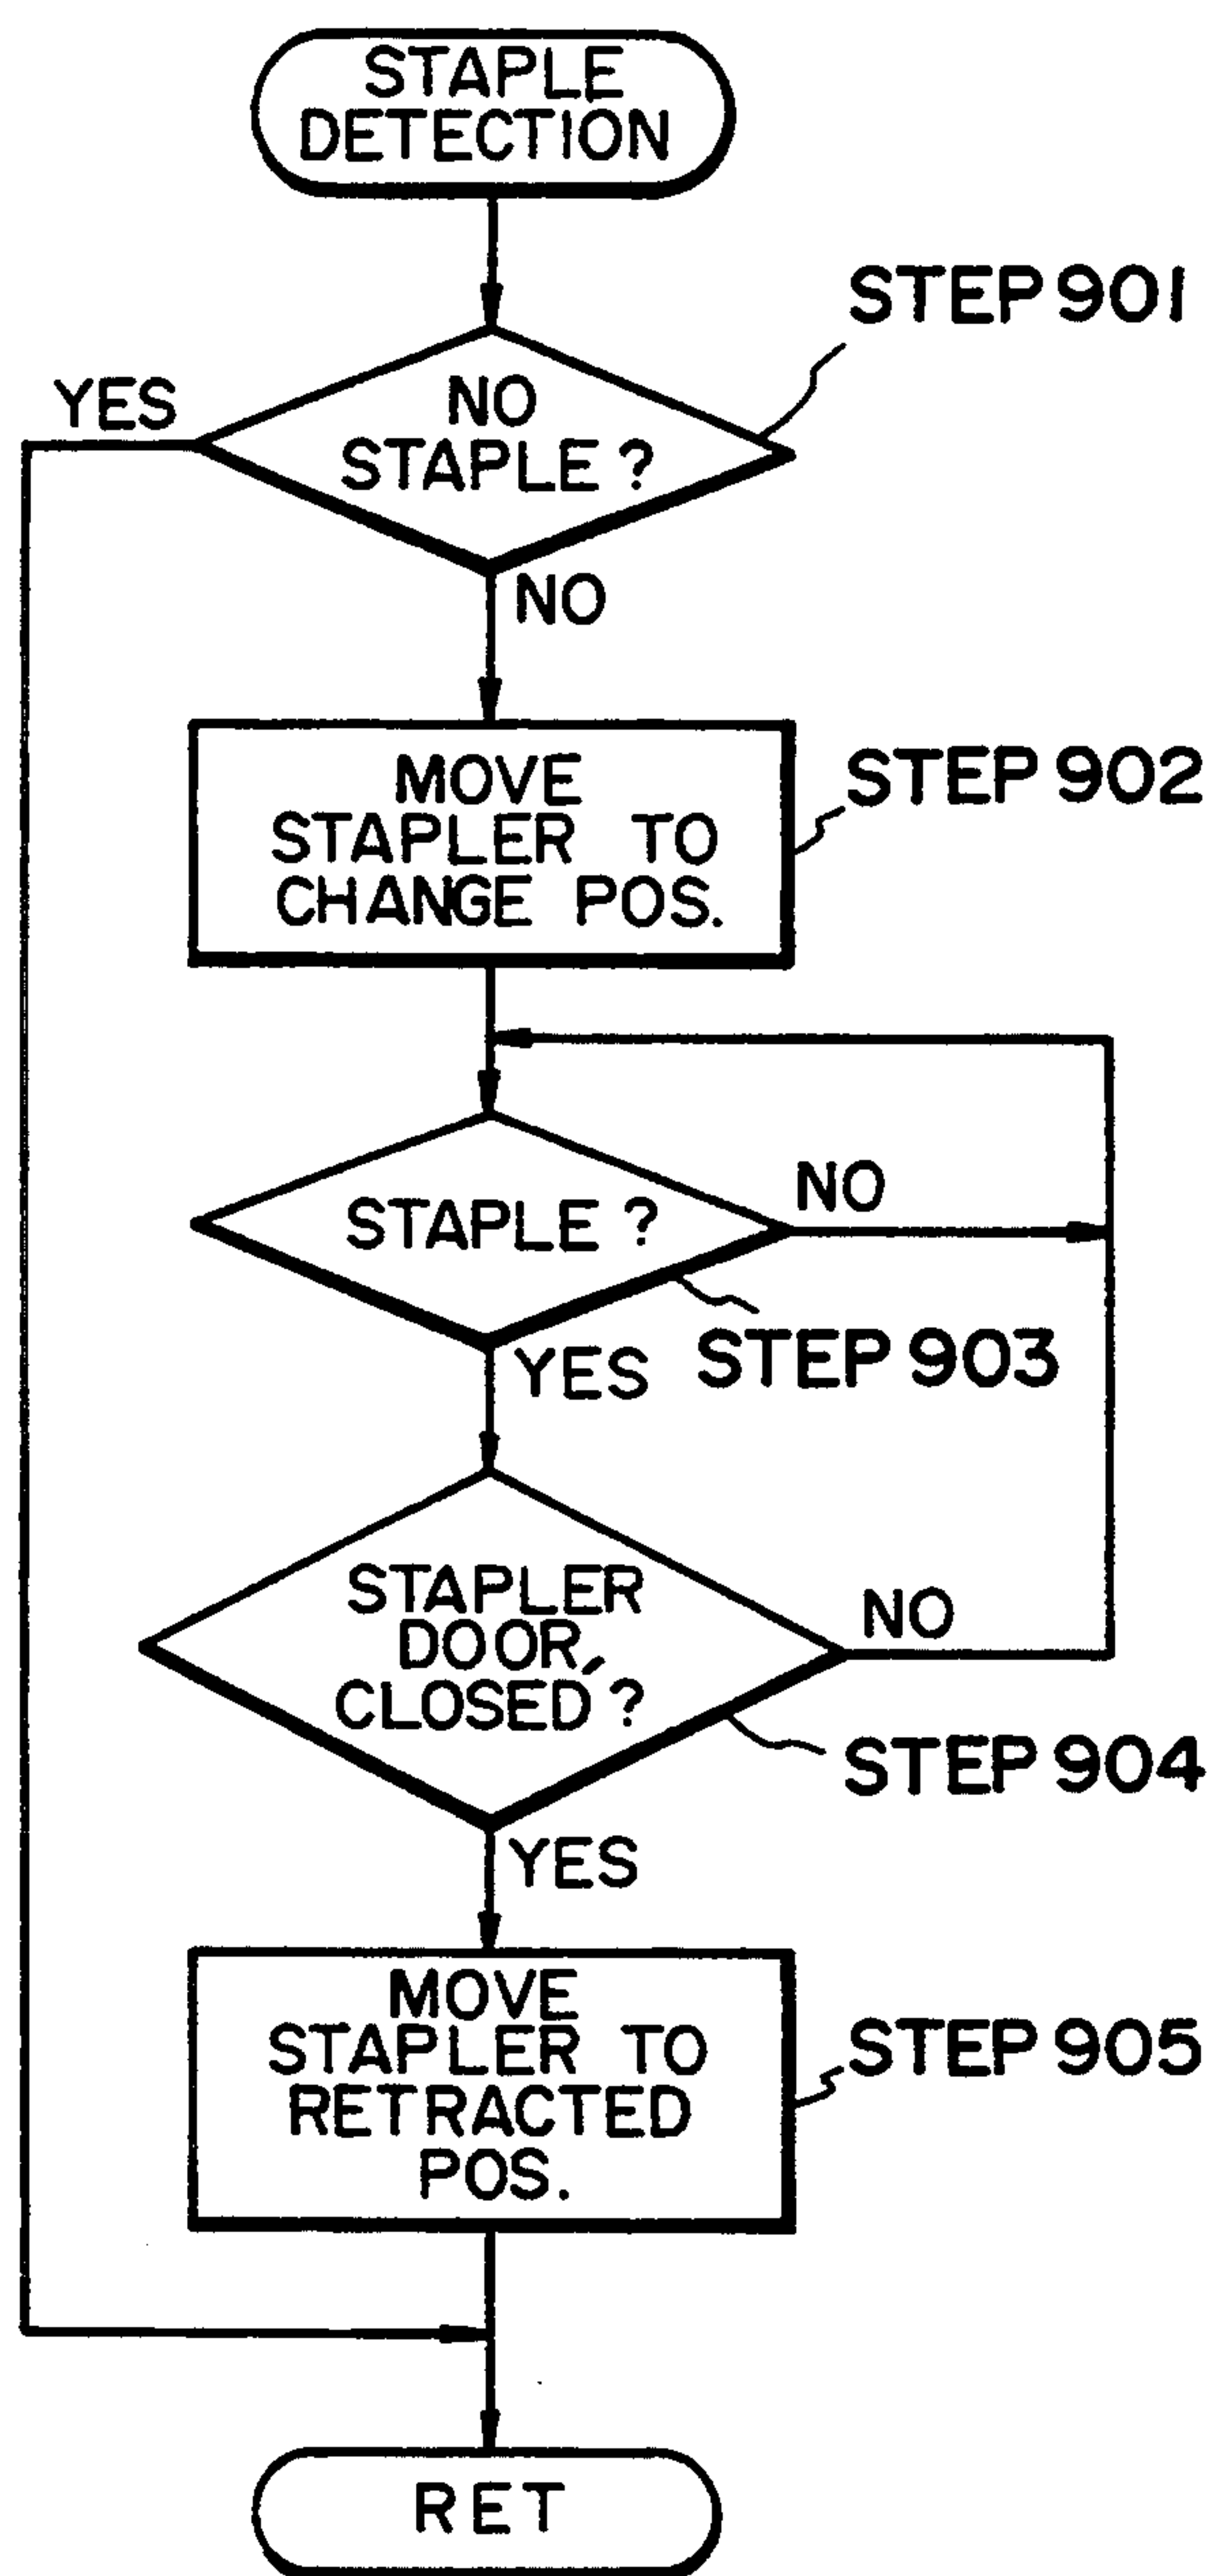 STAPLE
DETECTION
STEP 901
YES
NO
STAPLE ?
NO
MOVE
STAPLER TO
CHANGE POS.
STEP 902
STAPLE ?
NO
STEP 903
YES
STAPLER
DOOR
CLOSED ?
NO
STEP 904
YES
MOVE
STAPLER TO
RETRACTED
POS.
STEP 905
RET